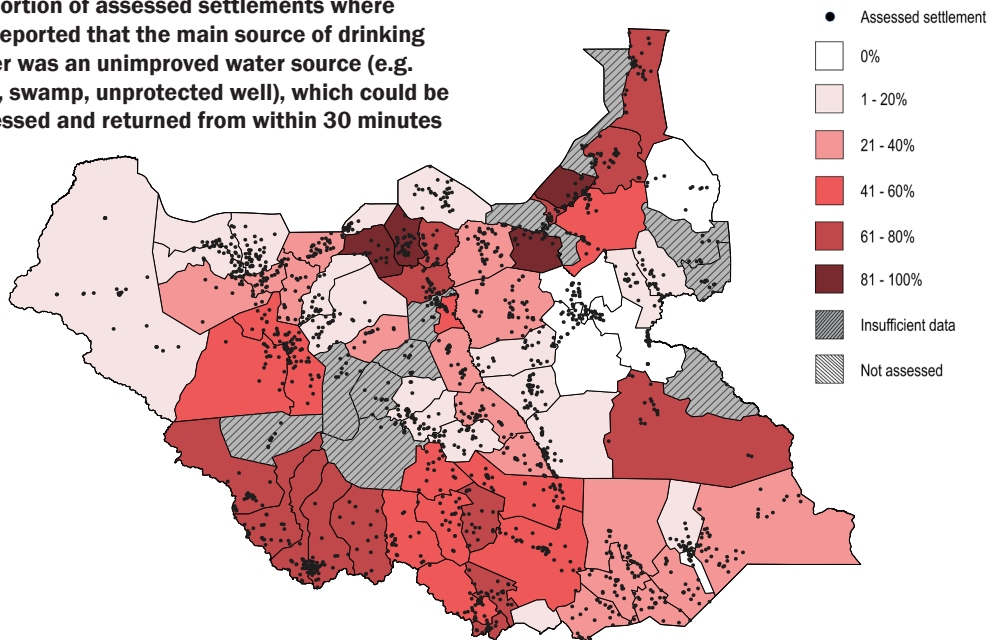 ortion of assessed settlements where
eported that the main source of drinking
er was an unimproved water source (e.g.
, swamp, unprotected well), which could be
essed and returned from within 30 minutes
Assessed settlement
0%
1 - 20%
21 - 40%
41 - 60%
61 - 80%
81 - 100%
Insufficient data
Not assessed